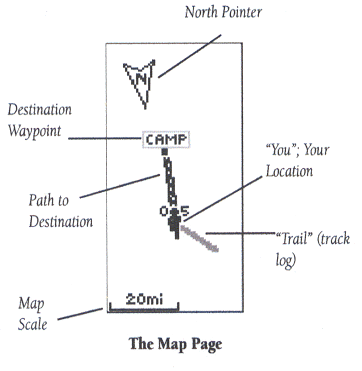 North Pointer
N
Destination
Waypoint
CAMP
"You"; Your
Location
Path to
Destination
05
"Trail" (track
log)
Map
Scale
20mi
The Map Page